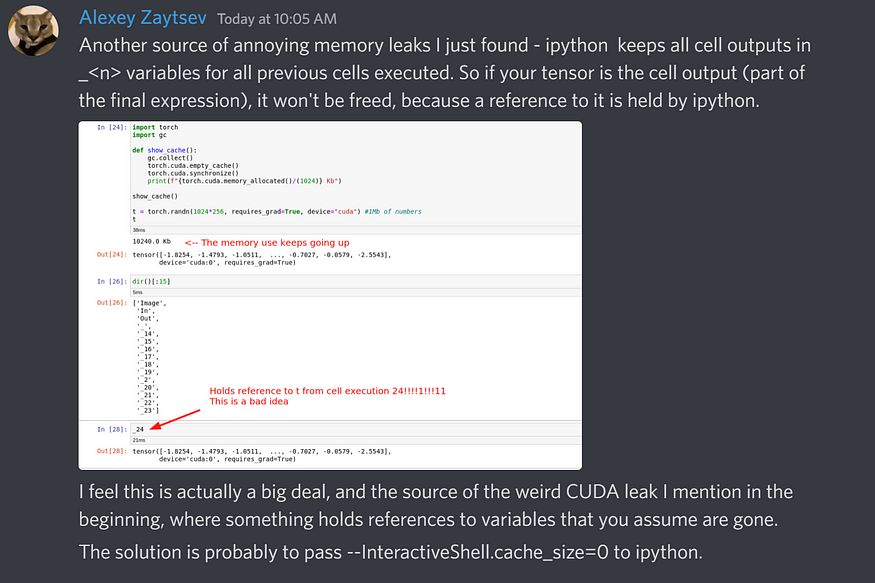 Alexey Zaytsev Today at 10:05 AM
Another source of annoying memory leaks I just found - ipython keeps all cell outputs in
_<n> variables for all previous cells executed. So if your tensor is the cell output (part of
the final expression), it won't be freed, because a reference to it is held by ipython.
In [24]: import torch
import gc
def show_cache():
    gc.collect()
    torch.cuda.empty_cache()
    torch.cuda.synchronize()
    print(f"{torch.cuda.memory_allocated()/(1024)} Kb")
show_cache()
t = torch.randn(1024*256, requires_grad=True, device="cuda") #1Mb of numbers
t
38ms
10240.0 Kb <-- The memory use keeps going up
Out[24]: tensor([-1.8254, -1.4793, -1.0511, ..., -0.7027, -0.0579, -2.5543],
device='cuda:0', requires_grad=True)
In [26]: dir()[:15]
5ms
Out[26]: ['Image',
'In',
'Out',
'_',
'_14',
'_15',
'_16',
'_17',
'_18',
'_19',
'_2',
'_20',
'_21',
'_22',
'_23']
Holds reference to t from cell execution 24!!!!1!!!11
This is a bad idea
In [28]: _24
21ms
Out[28]: tensor([-1.8254, -1.4793, -1.0511, ..., -0.7027, -0.0579, -2.5543],
device='cuda:0', requires_grad=True)
I feel this is actually a big deal, and the source of the weird CUDA leak I mention in the
beginning, where something holds references to variables that you assume are gone.
The solution is probably to pass --InteractiveShell.cache_size=0 to ipython.